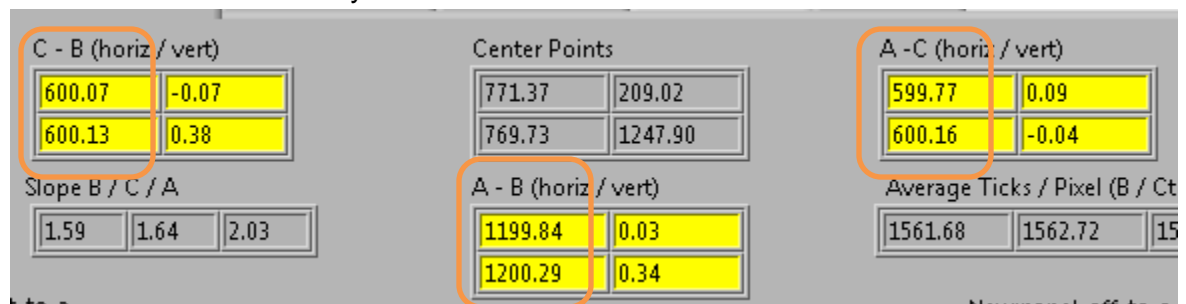 C - B (horiz / vert)
600.07 -0.07
600.13 0.38
Center Points
771.37 209.02
769.73 1247.90
A -C (horiz / vert)
599.77 0.09
600.16 -0.04
Slope B / C / A
1.59 1.64 2.03
A - B (horiz / vert)
1199.84 0.03
1200.29 0.34
Average Ticks / Pixel (B / Ct
1561.68 1562.72 15